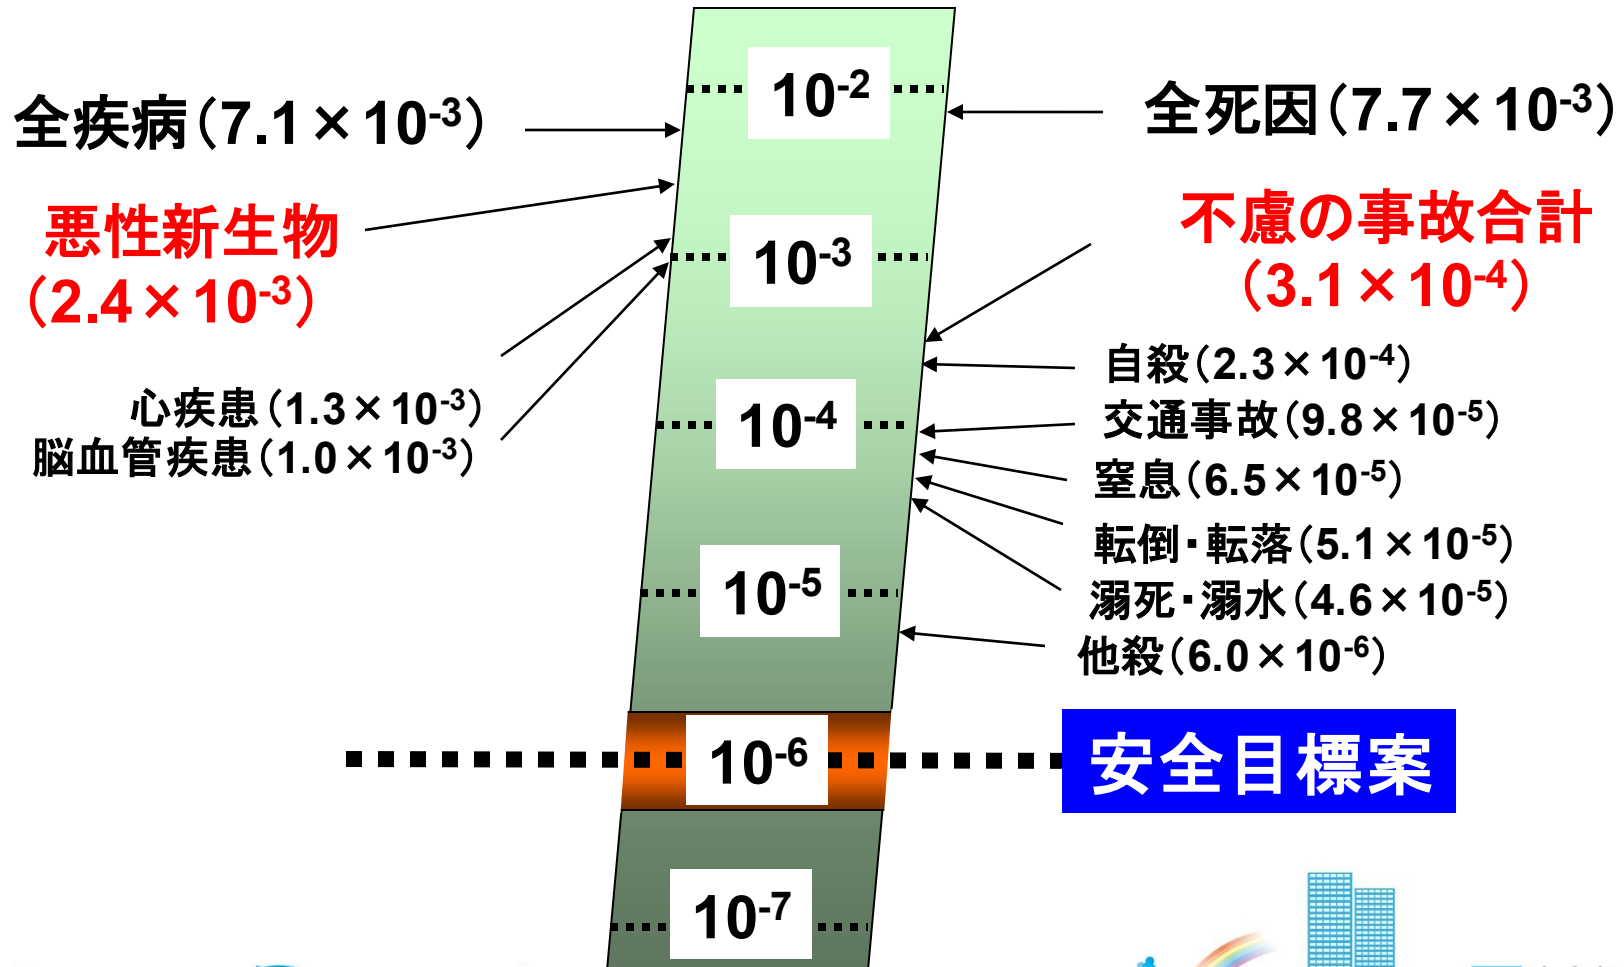 10⁻²
全疾病（7.1×10⁻³）
全死因（7.7×10⁻³）
悪性新生物
（2.4×10⁻³）
不慮の事故合計
（3.1×10⁻⁴）
10⁻³
心疾患（1.3×10⁻³）
脳血管疾患（1.0×10⁻³）
自殺（2.3×10⁻⁴）
10⁻⁴
交通事故（9.8×10⁻⁵）
窒息（6.5×10⁻⁵）
転倒・転落（5.1×10⁻⁵）
10⁻⁵
溺死・溺水（4.6×10⁻⁵）
他殺（6.0×10⁻⁶）
10⁻⁶
安全目標案
10⁻⁷